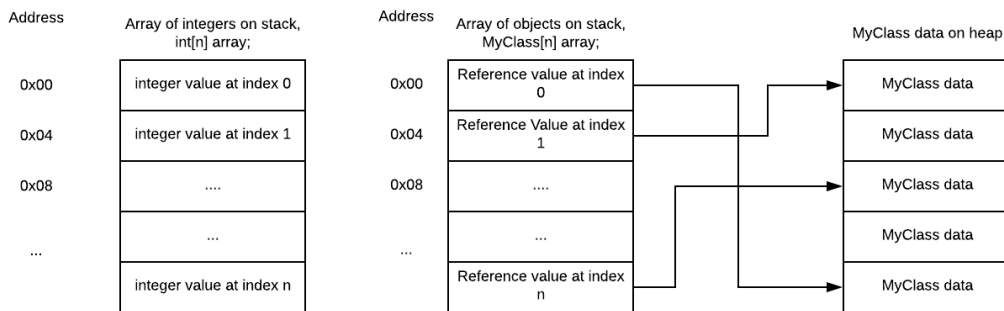 Address
Array of integers on stack,
int[n] array;
0x00
integer value at index 0
0x04
integer value at index 1
0x08
....
...
...
integer value at index n
Address
Array of objects on stack,
MyClass[n] array;
0x00
Reference value at index
0
0x04
Reference Value at index
1
0x08
....
...
...
Reference value at index
n
MyClass data on heap
MyClass data
MyClass data
MyClass data
MyClass data
MyClass data